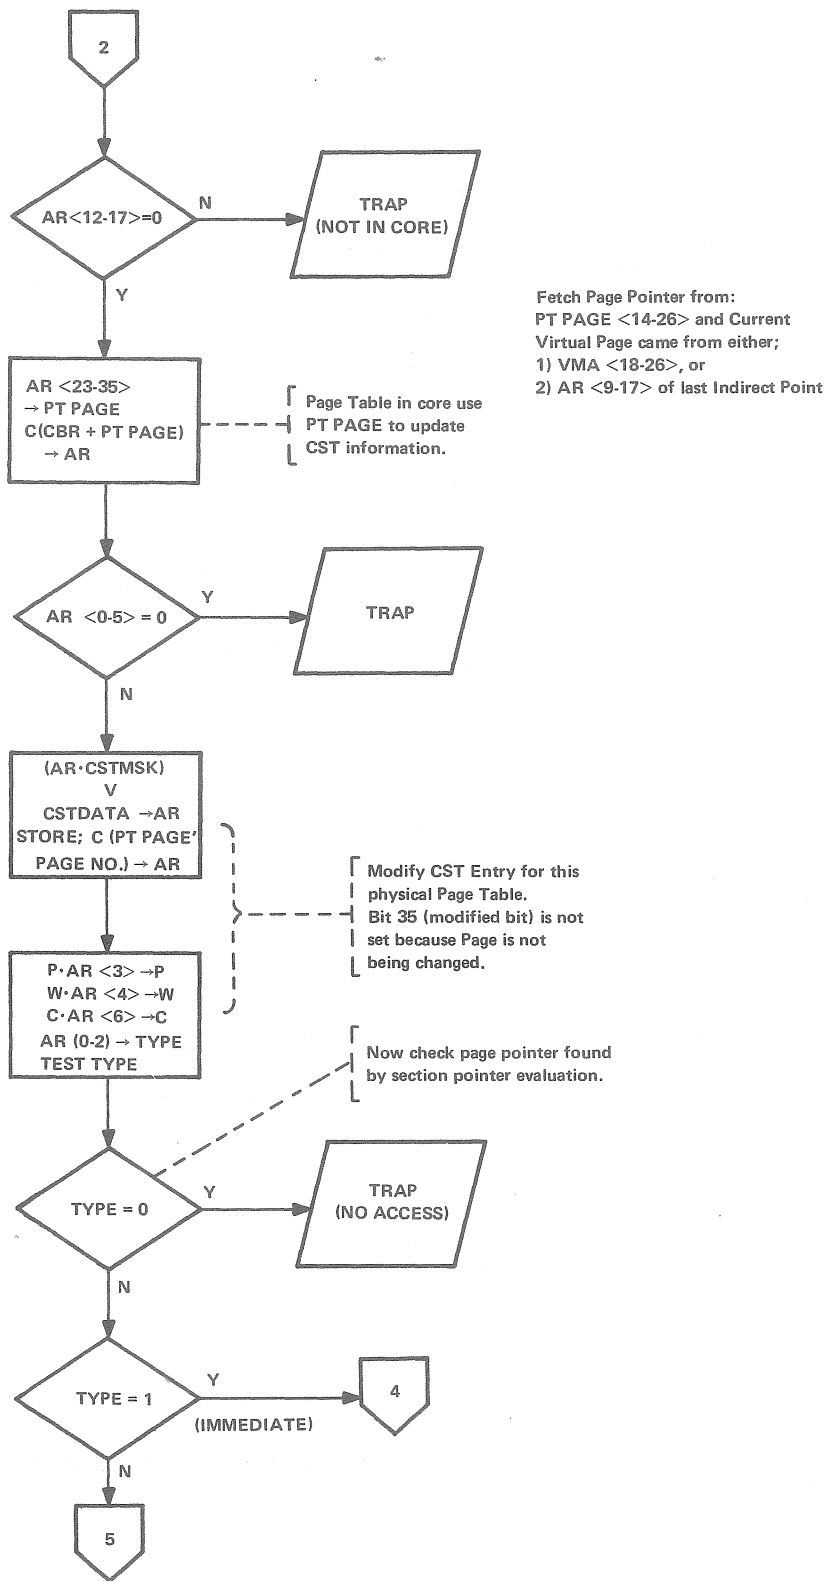 2
AR<12-17>=0
N
TRAP
(NOT IN CORE)
Y
Fetch Page Pointer from:
PT PAGE <14-26> and Current
Virtual Page came from either;
1) VMA <18-26>, or
2) AR <9-17> of last Indirect Point
AR <23-35>
→ PT PAGE
C(CBR + PT PAGE)
→ AR
Page Table in core use
PT PAGE to update
CST information.
AR <0-5> = 0
Y
TRAP
N
(AR·CSTMSK)
V
CSTDATA →AR
STORE; C (PT PAGE'
PAGE NO.) → AR
Modify CST Entry for this
physical Page Table.
Bit 35 (modified bit) is not
set because Page is not
being changed.
P·AR <3> →P
W·AR <4> →W
C·AR <6> →C
AR (0-2) → TYPE
TEST TYPE
Now check page pointer found
by section pointer evaluation.
TYPE = 0
Y
TRAP
(NO ACCESS)
N
TYPE = 1
Y
(IMMEDIATE)
4
N
5